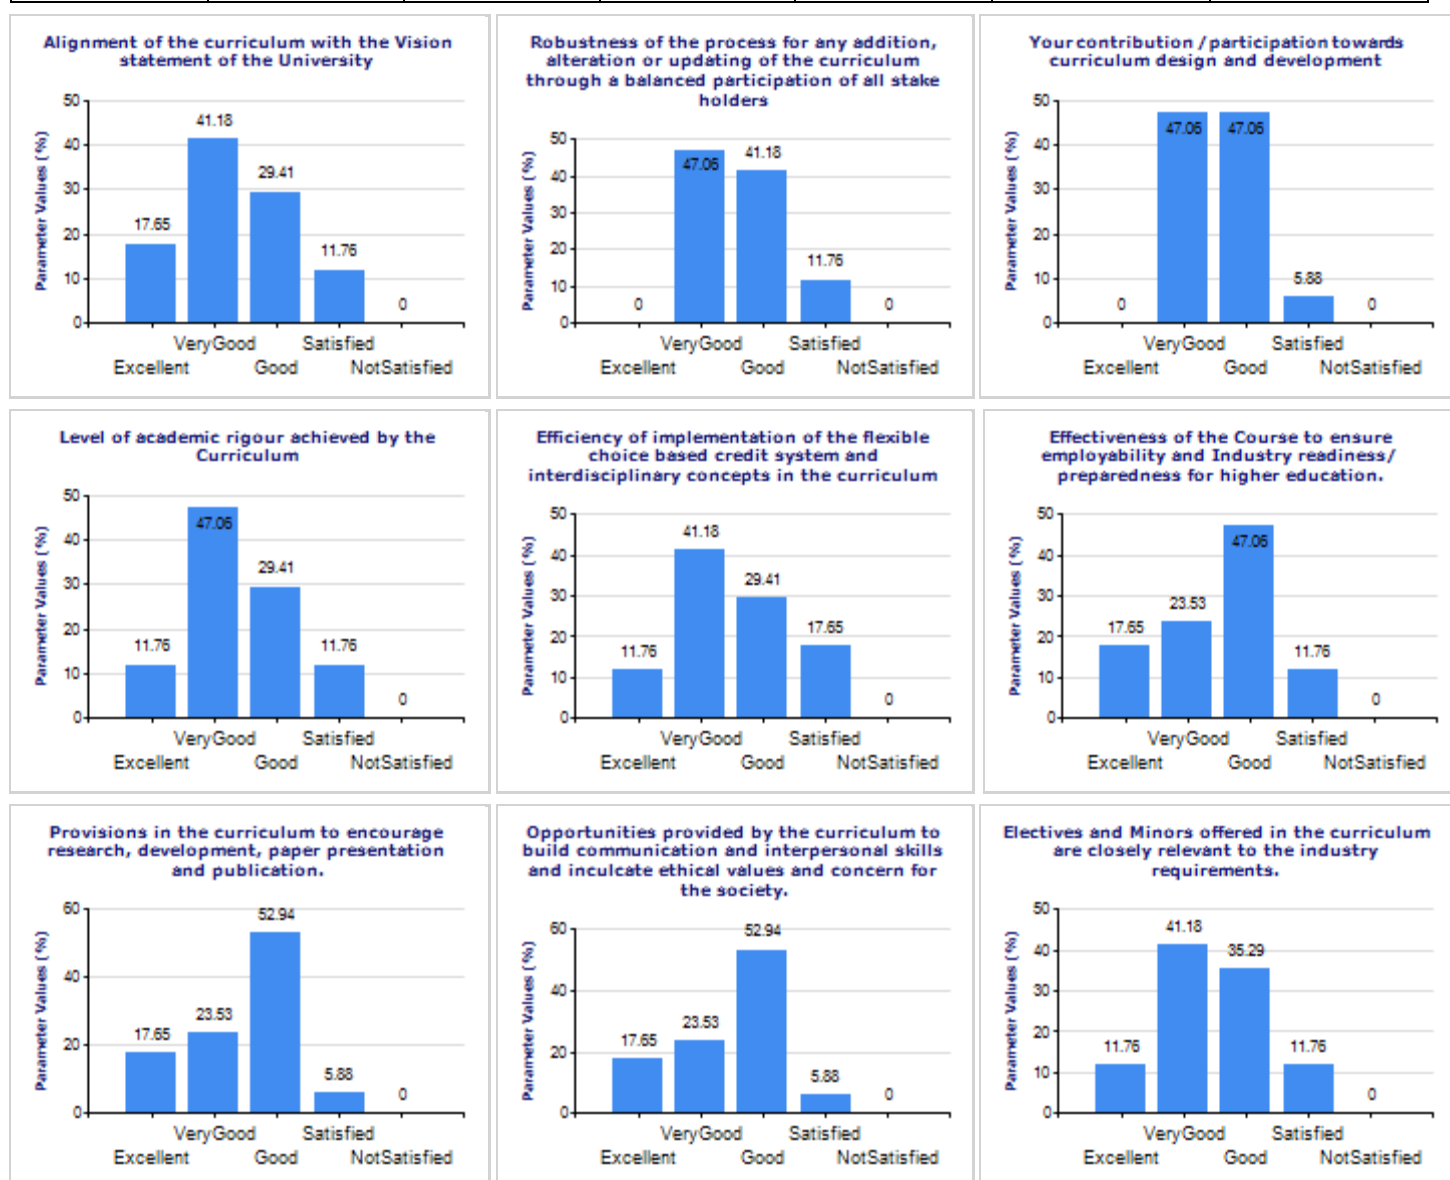 Alignment of the curriculum with the Vision
statement of the University
Parameter Values (%)
50
40
30
20
10
0
17.65
41.18
29.41
11.76
0
VeryGood Satisfied
Excellent Good NotSatisfied
Robustness of the process for any addition,
alteration or updating of the curriculum
through a balanced participation of all stake
holders
Parameter Values (%)
50
40
30
20
10
0
0
47.06
41.18
11.76
0
VeryGood Satisfied
Excellent Good NotSatisfied
Your contribution / participation towards
curriculum design and development
Parameter Values (%)
50
40
30
20
10
0
0
47.06
47.06
5.88
0
VeryGood Satisfied
Excellent Good NotSatisfied
Level of academic rigour achieved by the
Curriculum
Parameter Values (%)
50
40
30
20
10
0
11.76
47.06
29.41
11.76
0
VeryGood Satisfied
Excellent Good NotSatisfied
Efficiency of implementation of the flexible
choice based credit system and
interdisciplinary concepts in the curriculum
Parameter Values (%)
50
40
30
20
10
0
11.76
41.18
29.41
17.65
0
VeryGood Satisfied
Excellent Good NotSatisfied
Effectiveness of the Course to ensure
employability and Industry readiness/
preparedness for higher education.
Parameter Values (%)
50
40
30
20
10
0
17.65
23.53
47.06
11.76
0
VeryGood Satisfied
Excellent Good NotSatisfied
Provisions in the curriculum to encourage
research, development, paper presentation
and publication.
Parameter Values (%)
60
40
20
0
17.65
23.53
52.94
5.88
0
VeryGood Satisfied
Excellent Good NotSatisfied
Opportunities provided by the curriculum to
build communication and interpersonal skills
and inculcate ethical values and concern for
the society.
Parameter Values (%)
60
40
20
0
17.65
23.53
52.94
5.88
0
VeryGood Satisfied
Excellent Good NotSatisfied
Electives and Minors offered in the curriculum
are closely relevant to the industry
requirements.
Parameter Values (%)
50
40
30
20
10
0
11.76
41.18
35.29
11.76
0
VeryGood Satisfied
Excellent Good NotSatisfied